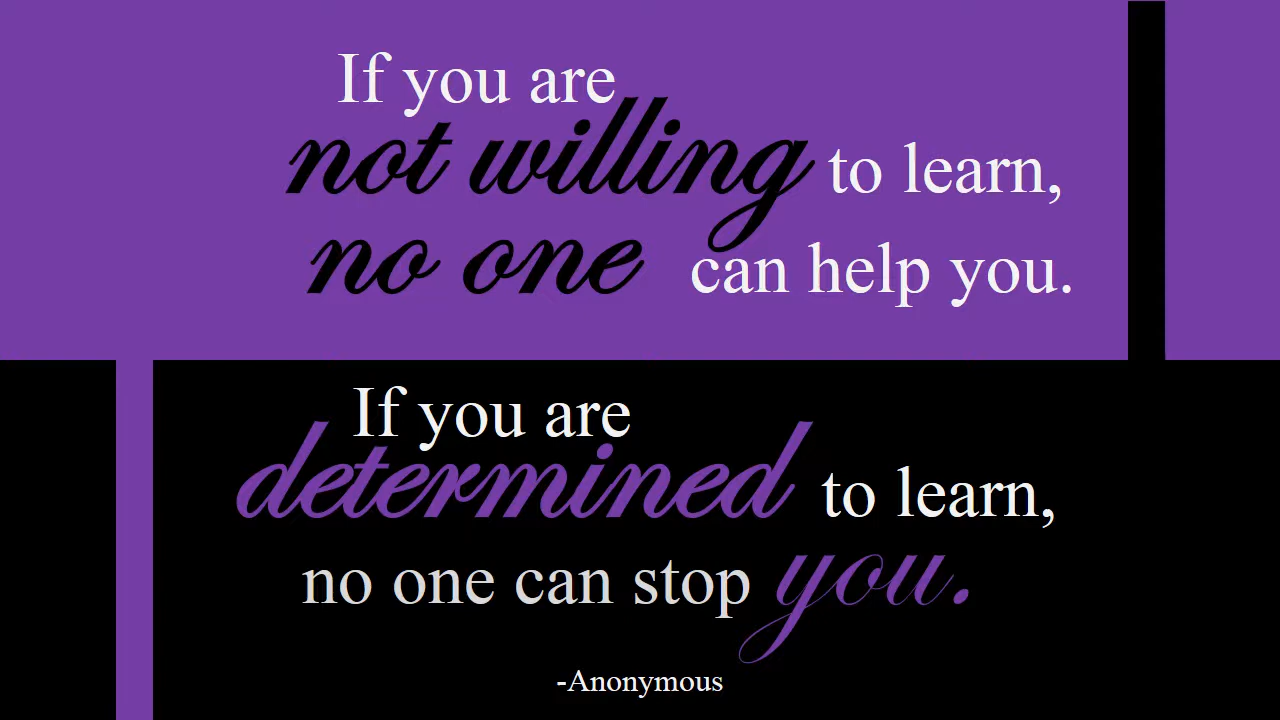 If you are
not willing to learn,
no one can help you.
If you are
determined to learn,
no one can stop you.
-Anonymous